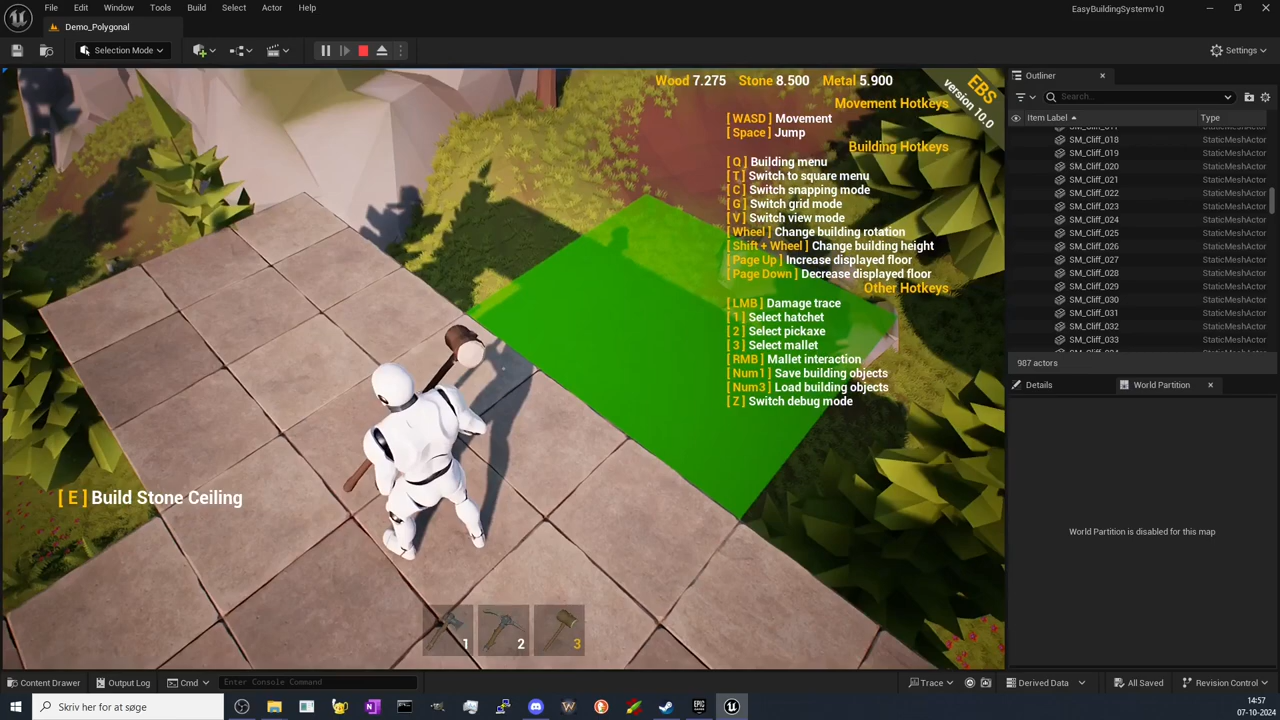 File Edit Window Tools Build Select Actor Help
EasyBuildingSystemv10
Demo_Polygonal
Selection Mode
Settings
Wood 7.275 Stone 8.500 Metal 5.900
EBS
version 10.0
Movement Hotkeys
[ WASD ] Movement
[ Space ] Jump
Building Hotkeys
[ Q ] Building menu
[ T ] Switch to square menu
[ C ] Switch snapping mode
[ G ] Switch grid mode
[ V ] Switch view mode
[ Wheel ] Change building rotation
[ Shift + Wheel ] Change building height
[ Page Up ] Increase displayed floor
[ Page Down ] Decrease displayed floor
Other Hotkeys
[ LMB ] Damage trace
[ 1 ] Select hatchet
[ 2 ] Select pickaxe
[ 3 ] Select mallet
[ RMB ] Mallet interaction
[ Num1 ] Save building objects
[ Num3 ] Load building objects
[ Z ] Switch debug mode
[ E ] Build Stone Ceiling
1 2 3
Outliner
Search...
Item Label Type
SM_Cliff_018 StaticMeshActor
SM_Cliff_019 StaticMeshActor
SM_Cliff_020 StaticMeshActor
SM_Cliff_021 StaticMeshActor
SM_Cliff_022 StaticMeshActor
SM_Cliff_023 StaticMeshActor
SM_Cliff_024 StaticMeshActor
SM_Cliff_025 StaticMeshActor
SM_Cliff_026 StaticMeshActor
SM_Cliff_027 StaticMeshActor
SM_Cliff_028 StaticMeshActor
SM_Cliff_029 StaticMeshActor
SM_Cliff_030 StaticMeshActor
SM_Cliff_031 StaticMeshActor
SM_Cliff_032 StaticMeshActor
SM_Cliff_033 StaticMeshActor
987 actors
Details World Partition
World Partition is disabled for this map
Content Drawer Output Log Cmd Enter Console Command
Trace Derived Data All Saved Revision Control
Skriv her for at søge
14:57
07-10-2024